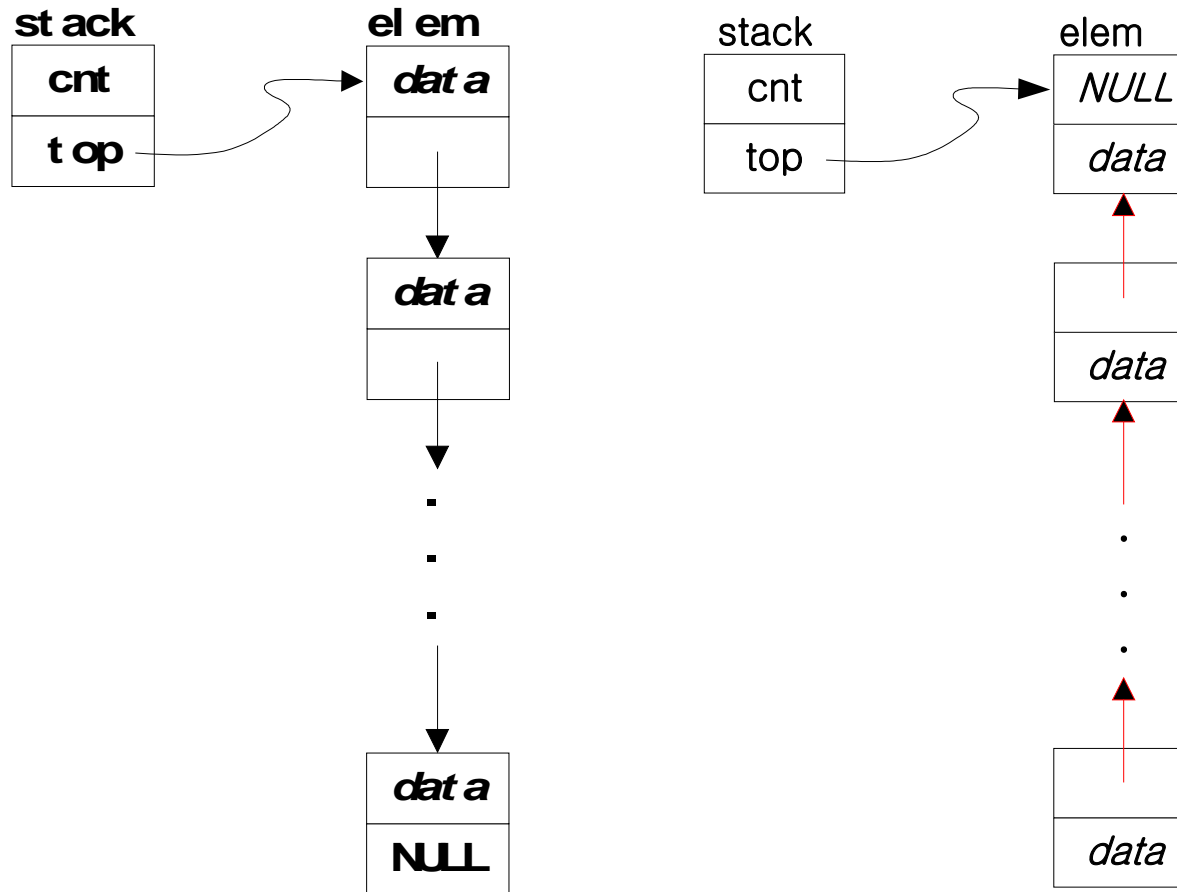 stack
cnt
top
elem
data
data
data
NULL
stack
cnt
top
elem
NULL
data
data
data